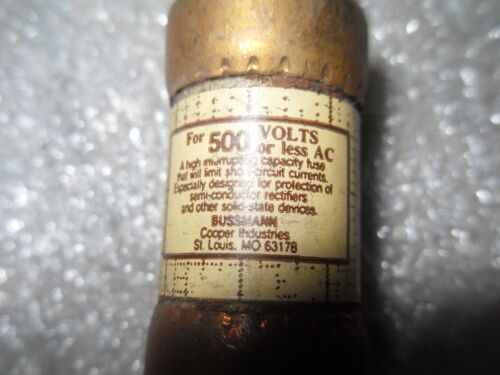 For 500 VOLTS
or less AC
A high interrupting capacity fuse
that will limit short-circuit currents.
Especially designed for protection of
semi-conductor rectifiers
and other solid-state devices.
BUSSMANN
Cooper Industries
St. Louis, MO 63178